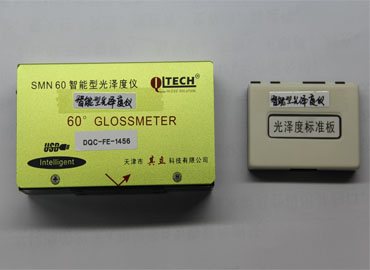 SMN 60 智能型光泽度仪
QLTECH®
智能型光泽度仪
60° GLOSSMETER
DQC-FE-1456
USB
Intelligent
天津市其立科技有限公司
智能型光泽度仪
光泽度标准板